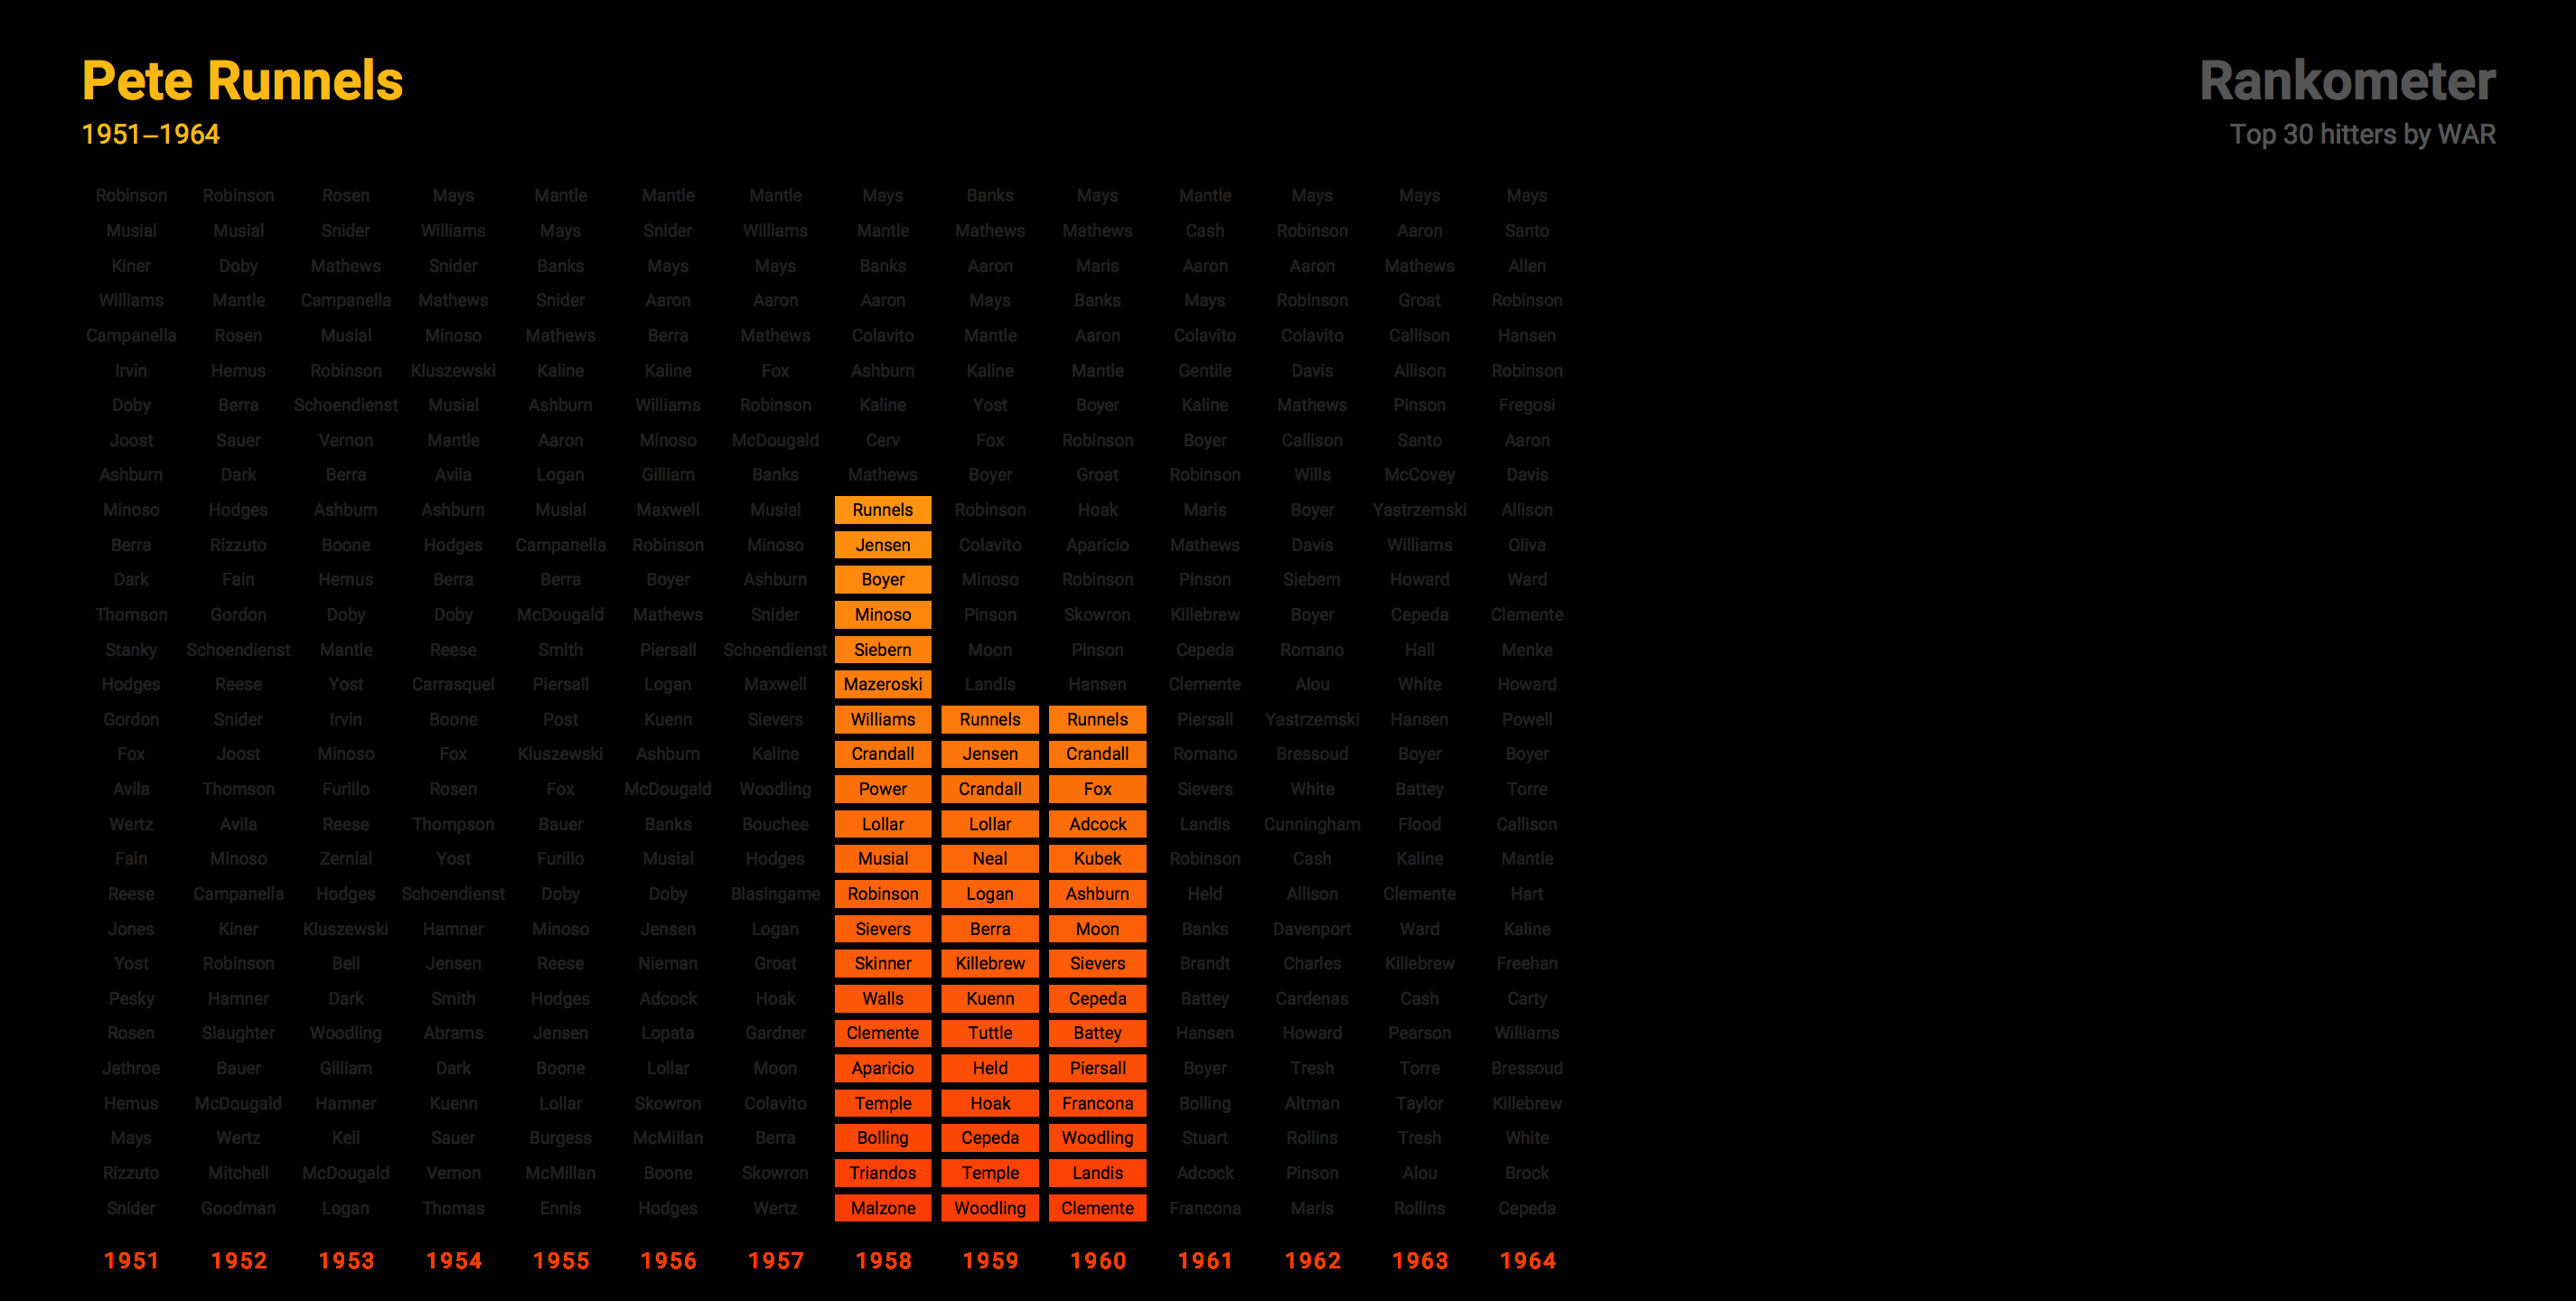 Pete Runnels
1951–1964
Rankometer
Top 30 hitters by WAR
Robinson Robinson Rosen Mays Mantle Mantle Mantle Mays Banks Mays Mantle Mays Mays Mays
Musial Musial Snider Williams Mays Snider Williams Mantle Mathews Mathews Cash Robinson Aaron Santo
Kiner Doby Mathews Snider Banks Mays Mays Banks Aaron Maris Aaron Aaron Mathews Allen
Williams Mantle Campanella Mathews Snider Aaron Aaron Aaron Mays Banks Mays Robinson Groat Robinson
Campanella Rosen Musial Minoso Mathews Berra Mathews Colavito Mantle Aaron Colavito Colavito Callison Hansen
Irvin Hemus Robinson Kluszewski Kaline Kaline Fox Ashburn Kaline Mantle Gentile Davis Allison Robinson
Doby Berra Schoendienst Musial Ashburn Williams Robinson Kaline Yost Boyer Kaline Mathews Pinson Fregosi
Joost Sauer Vernon Mantle Aaron Minoso McDougald Cerv Fox Robinson Boyer Callison Santo Aaron
Ashburn Dark Berra Avila Logan Gilliam Banks Mathews Boyer Groat Robinson Wills McCovey Davis
Minoso Hodges Ashburn Ashburn Musial Maxwell Musial Runnels Robinson Hoak Maris Boyer Yastrzemski Allison
Berra Rizzuto Boone Hodges Campanella Robinson Minoso Jensen Colavito Aparicio Mathews Davis Williams Oliva
Dark Fain Hemus Berra Berra Boyer Ashburn Boyer Minoso Robinson Pinson Siebern Howard Ward
Thomson Gordon Doby Doby McDougald Mathews Snider Minoso Pinson Skowron Killebrew Boyer Cepeda Clemente
Stanky Schoendienst Mantle Reese Smith Piersall Schoendienst Siebern Moon Pinson Cepeda Romano Hall Menke
Hodges Reese Yost Carrasquel Piersall Logan Maxwell Mazeroski Landis Hansen Clemente Alou White Howard
Gordon Snider Irvin Boone Post Kuenn Sievers Williams Runnels Runnels Piersall Yastrzemski Hansen Powell
Fox Joost Minoso Fox Kluszewski Ashburn Kaline Crandall Jensen Crandall Romano Bressoud Boyer Boyer
Avila Thomson Furillo Rosen Fox McDougald Woodling Power Crandall Fox Sievers White Battey Torre
Wertz Avila Reese Thompson Bauer Banks Bouchee Lollar Lollar Adcock Landis Cunningham Flood Callison
Fain Minoso Zernial Yost Furillo Musial Hodges Musial Neal Kubek Robinson Cash Kaline Mantle
Reese Campanella Hodges Schoendienst Doby Doby Blasingame Robinson Logan Ashburn Held Allison Clemente Hart
Jones Kiner Kluszewski Hamner Minoso Jensen Logan Sievers Berra Moon Banks Davenport Ward Kaline
Yost Robinson Bell Jensen Reese Nieman Groat Skinner Killebrew Sievers Brandt Charles Killebrew Freehan
Pesky Hamner Dark Smith Hodges Adcock Hoak Walls Kuenn Cepeda Battey Cardenas Cash Carty
Rosen Slaughter Woodling Abrams Jensen Lopata Gardner Clemente Tuttle Battey Hansen Howard Pearson Williams
Jethroe Bauer Gilliam Dark Boone Lollar Moon Aparicio Held Piersall Boyer Tresh Torre Bressoud
Hemus McDougald Hamner Kuenn Lollar Skowron Colavito Temple Hoak Francona Bolling Altman Taylor Killebrew
Mays Wertz Kell Sauer Burgess McMillan Berra Bolling Cepeda Woodling Stuart Rollins Tresh White
Rizzuto Mitchell McDougald Vernon McMillan Boone Skowron Triandos Temple Landis Adcock Pinson Alou Brock
Snider Goodman Logan Thomas Ennis Hodges Wertz Malzone Woodling Clemente Francona Maris Rollins Cepeda
1951 1952 1953 1954 1955 1956 1957 1958 1959 1960 1961 1962 1963 1964